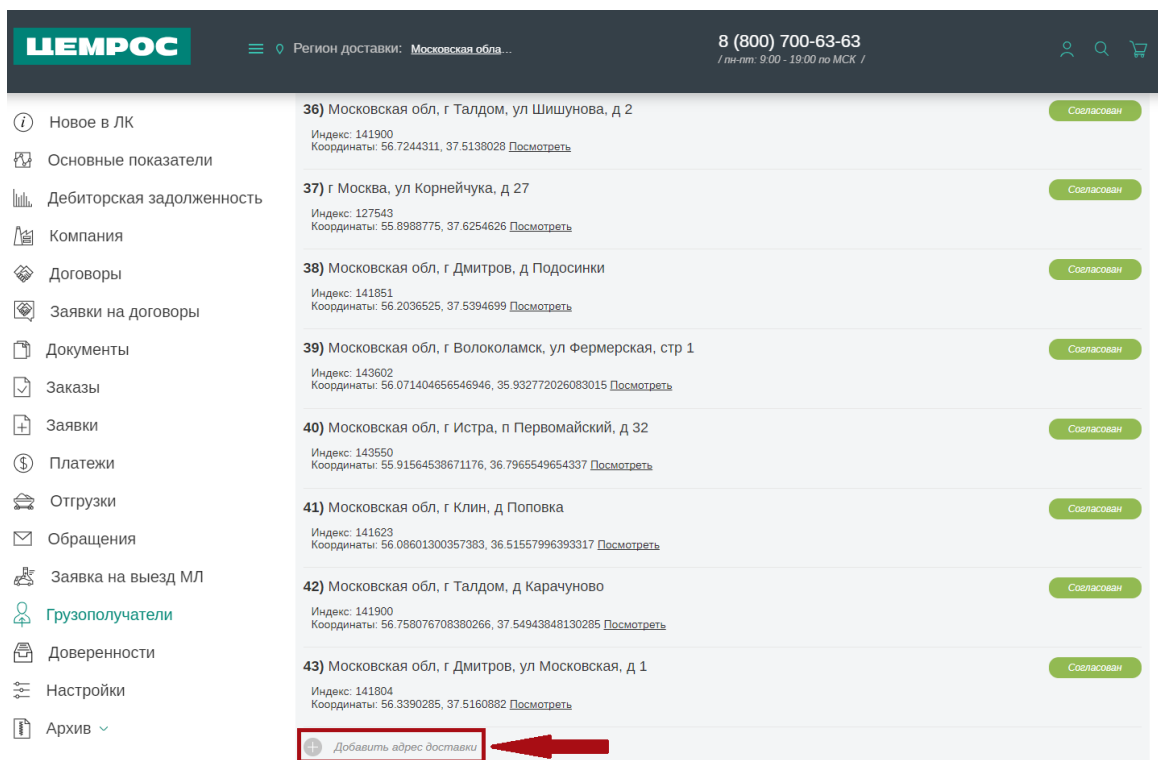 ЦЕМРОС
Регион доставки: Московская обла...
8 (800) 700-63-63
/ пн-пт: 9:00 - 19:00 по МСК /
Новое в ЛК
Основные показатели
Дебиторская задолженность
Компания
Договоры
Заявки на договоры
Документы
Заказы
Заявки
Платежи
Отгрузки
Обращения
Заявка на выезд МЛ
Грузополучатели
Доверенности
Настройки
Архив
36) Московская обл, г Талдом, ул Шишунова, д 2
Согласован
Индекс: 141900
Координаты: 56.7244311, 37.5138028 Посмотреть
37) г Москва, ул Корнейчука, д 27
Согласован
Индекс: 127543
Координаты: 55.8988775, 37.6254626 Посмотреть
38) Московская обл, г Дмитров, д Подосинки
Согласован
Индекс: 141851
Координаты: 56.2036525, 37.5394699 Посмотреть
39) Московская обл, г Волоколамск, ул Фермерская, стр 1
Согласован
Индекс: 143602
Координаты: 56.071404656546946, 35.932772026083015 Посмотреть
40) Московская обл, г Истра, п Первомайский, д 32
Согласован
Индекс: 143550
Координаты: 55.91564538671176, 36.7965549654337 Посмотреть
41) Московская обл, г Клин, д Поповка
Согласован
Индекс: 141623
Координаты: 56.08601300357383, 36.51557996393317 Посмотреть
42) Московская обл, г Талдом, д Карачуново
Согласован
Индекс: 141900
Координаты: 56.758076708380266, 37.54943848130285 Посмотреть
43) Московская обл, г Дмитров, ул Московская, д 1
Согласован
Индекс: 141804
Координаты: 56.3390285, 37.5160882 Посмотреть
Добавить адрес доставки